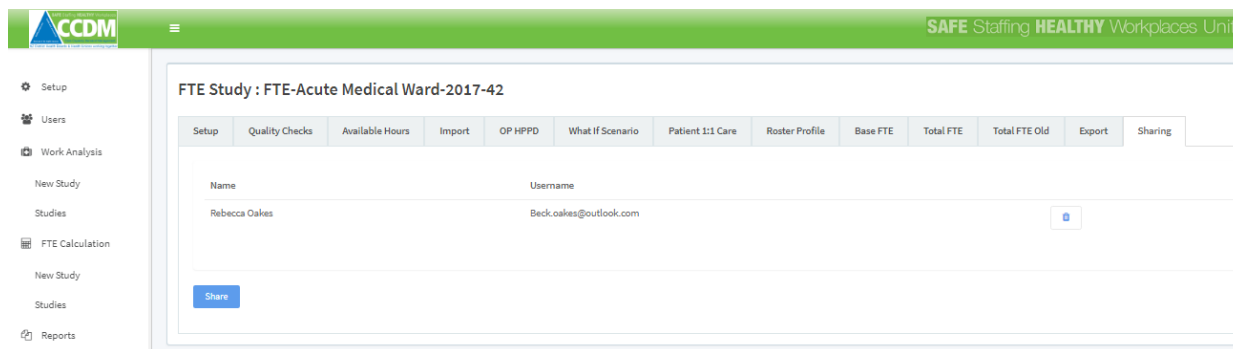 CCDM
SAFE Staffing HEALTHY Workplaces Unit
Setup
Users
Work Analysis
New Study
Studies
FTE Calculation
New Study
Studies
Reports
FTE Study : FTE-Acute Medical Ward-2017-42
Setup Quality Checks Available Hours Import OP HPPD What If Scenario Patient 1:1 Care Roster Profile Base FTE Total FTE Total FTE Old Export Sharing
Name Username
Rebecca Oakes Beck.oakes@outlook.com
Share